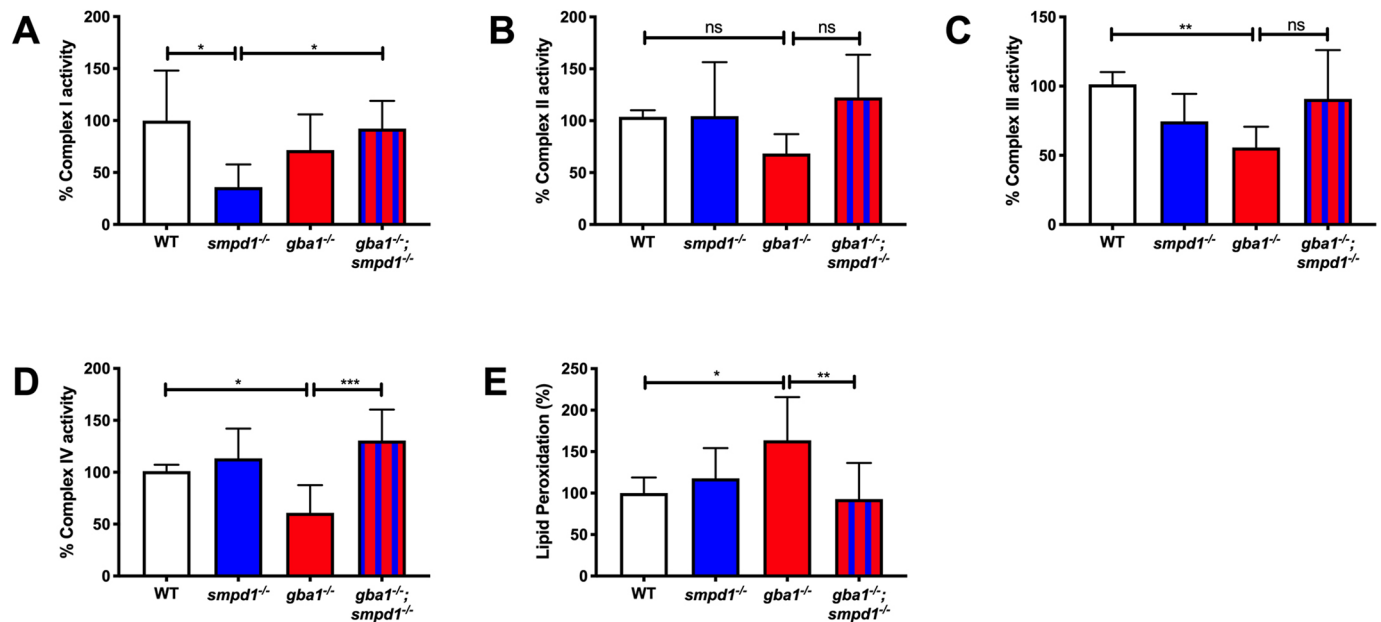 A
% Complex I activity
200
150
100
50
0
*
*
WT
smpd1-/-
gba1-/-
gba1-/-;
smpd1-/-
B
% Complex II activity
200
150
100
50
0
ns
ns
WT
smpd1-/-
gba1-/-
gba1-/-;
smpd1-/-
C
% Complex III activity
150
100
50
0
**
ns
WT
smpd1-/-
gba1-/-
gba1-/-;
smpd1-/-
D
% Complex IV activity
200
150
100
50
0
*
***
WT
smpd1-/-
gba1-/-
gba1-/-;
smpd1-/-
E
Lipid Peroxidation (%)
250
200
150
100
50
0
*
**
WT
smpd1-/-
gba1-/-
gba1-/-;
smpd1-/-